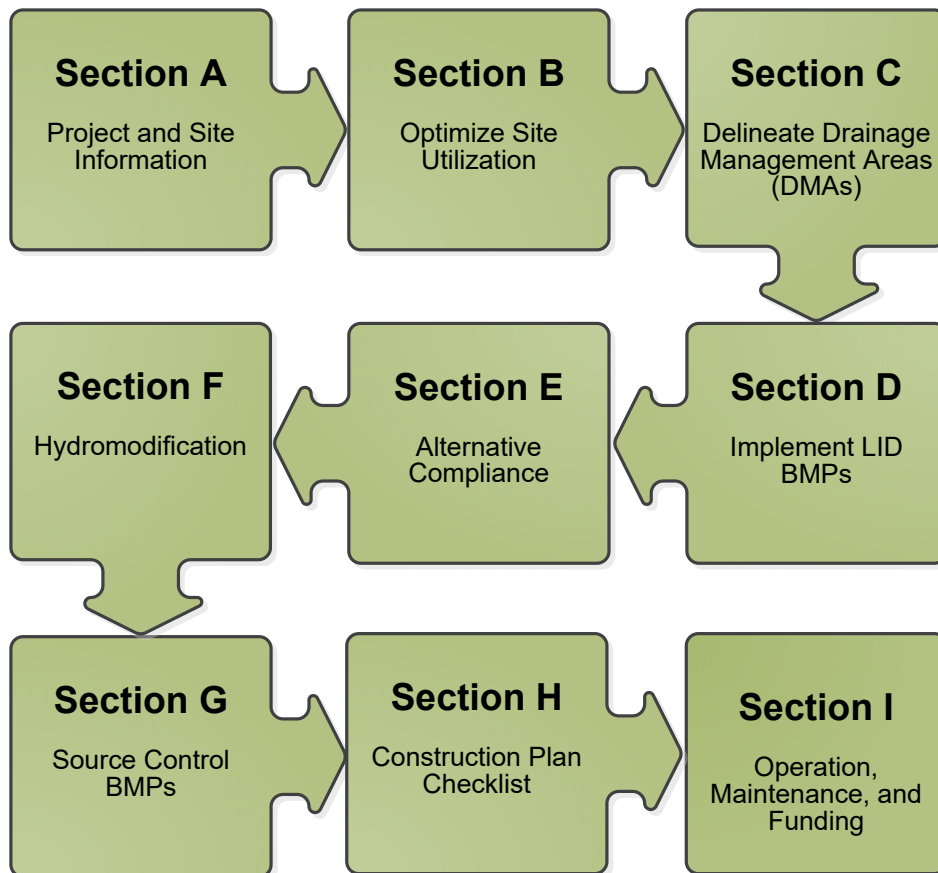 Section A
Project and Site
Information
Section B
Optimize Site
Utilization
Section C
Delineate Drainage
Management Areas
(DMAs)
Section D
Implement LID
BMPs
Section E
Alternative
Compliance
Section F
Hydromodification
Section G
Source Control
BMPs
Section H
Construction Plan
Checklist
Section I
Operation,
Maintenance, and
Funding